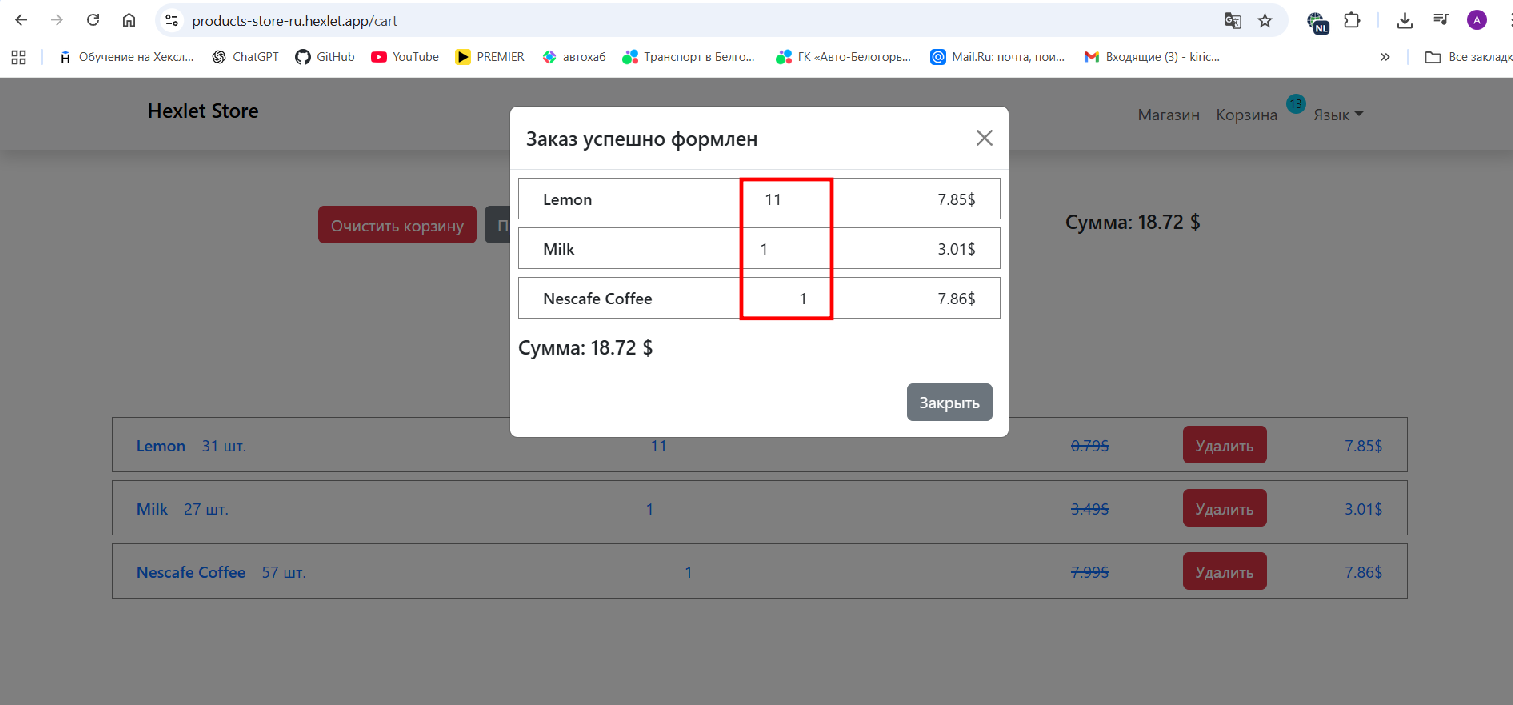 products-store-ru.hexlet.app/cart
NL
A
Обучение на Хексл... ChatGPT GitHub YouTube PREMIER автохаб Транспорт в Белго... ГК «Авто-Белогорь... Mail.Ru: почта, пои... Входящие (3) - kiric... » Все закладк
Hexlet Store Магазин Корзина 13 Язык
Заказ успешно формлен
Lemon 11 7.85$
Milk 1 3.01$
Nescafe Coffee 1 7.86$
Сумма: 18.72 $
Закрыть
Очистить корзину П Сумма: 18.72 $
Lemon 31 шт. 11 0.79$ Удалить 7.85$
Milk 27 шт. 1 3.49$ Удалить 3.01$
Nescafe Coffee 57 шт. 1 7.99$ Удалить 7.86$